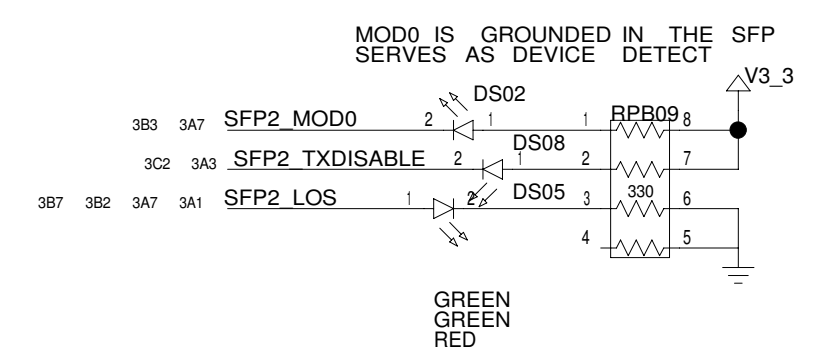 MOD0 IS GROUNDED IN THE SFP
SERVES AS DEVICE DETECT
V3_3
DS02
RPB09
3B3 3A7 SFP2_MOD0 2 1 1 8
DS08
3C2 3A3 SFP2_TXDISABLE 2 1 2 7
DS05 330
3B7 3B2 3A7 3A1 SFP2_LOS 1 2 3 6
4 5
GREEN
GREEN
RED